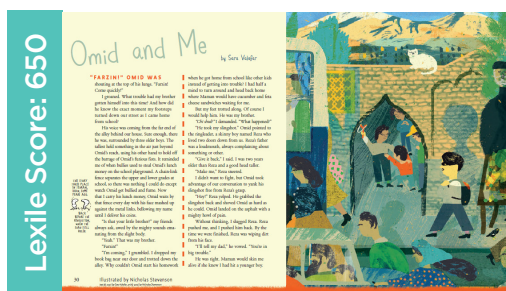 Lexile Score: 650
Omid and Me
by Sara
"FARZIN!" OMID WAS
shouting at the top of his lungs. "Farzin!
Come quickly!"
I groaned. What trouble had my brother
gotten himself into this time? And how did
he know the exact moment my footsteps
turned down our street as I came home
from school?
His voice was coming from the far end of
the alley behind our house. Sure enough, there
he was, surrounded by three older boys. The
tallest held something in the air just beyond
Omid's reach, using his other hand to hold off
the barrage of Omid's furious fists. It reminded
me of when bullies used to steal Omid's lunch
money on the school playground. A chain-link
fence separates the upper and lower grades at
school, so there was nothing I could do except
watch Omid get bullied and fume. Now
that I carry his lunch money, Omid waits by
that fence every day with his face mashed up
against the metal links, bellowing my name
until I deliver his coins.
"Is that your little brother?" my friends
always ask, awed by the mighty sounds ema-
nating from the slight body.
"Yeah." That was my brother.
"Farzin!"
"I'm coming," I grumbled. I dropped my
book bag near our door and trotted down the
alley. Why couldn't Omid start his homework
when he got home from school like other kids
instead of getting into trouble? I had half a
mind to turn around and head back home
where Maman would have cucumber and feta
cheese sandwiches waiting for me.
But my feet trotted along. Of course I
would help him. He was my brother.
"Oh chid?" I demanded. "What happened?"
"He took my slingshot." Omid pointed to
the ringleader, a skinny boy named Reza who
lived two doors down from us. Reza's father
was a loudmouth, always complaining about
something or other.
"Give it back," I said. I was two years
older than Reza and a good head taller.
"Make me," Reza sneered.
I didn't want to fight, but Omid took
advantage of our conversation to yank his
slingshot free from Reza's grasp.
"Hey!" Reza yelped. He grabbed the
slingshot back and shoved Omid as hard as
he could. Omid landed on the asphalt with a
mighty howl of pain.
Without thinking, I slugged Reza. Reza
pushed me, and I pushed him back. By the
time we were finished, Reza was wiping dirt
from his face.
"I'll tell my dad," he vowed. "You're in
big trouble."
He was right. Maman would skin me
alive if she knew I had hit a younger boy.
30
Illustrated by Nicholas Stevenson